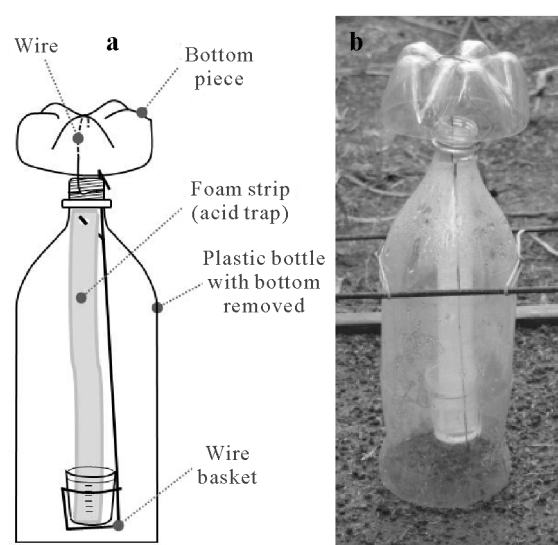 a
Wire
Bottom
piece
Foam strip
(acid trap)
Plastic bottle
with bottom
removed
Wire
basket
b